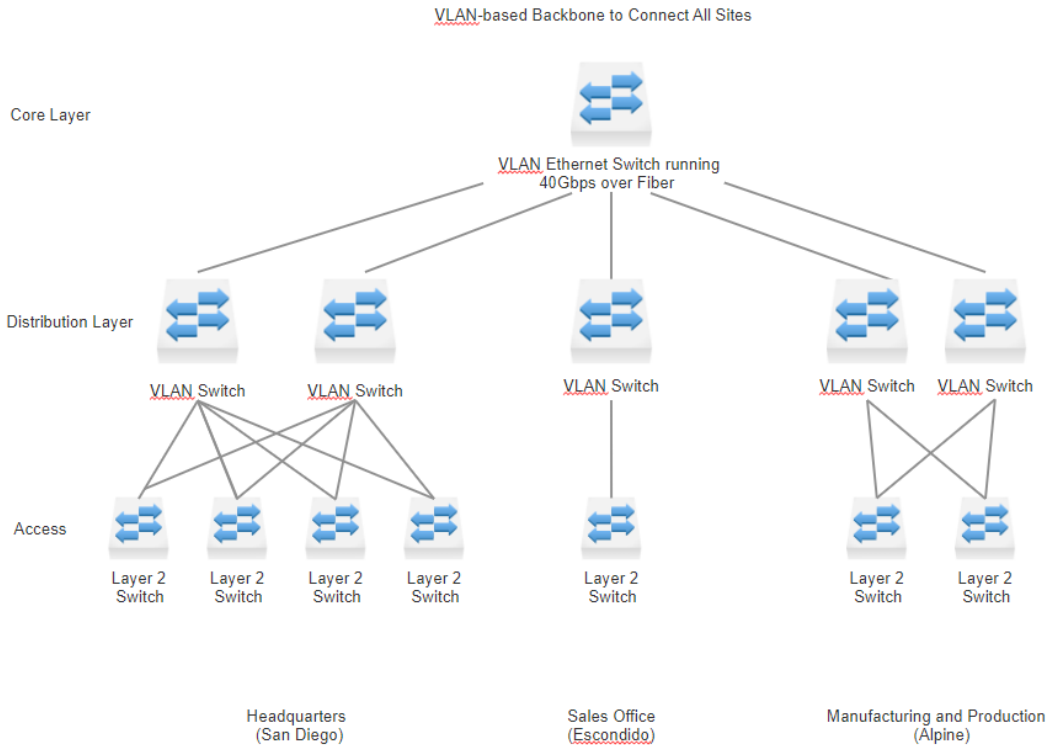 VLAN-based Backbone to Connect All Sites
Core Layer
VLAN Ethernet Switch running
40Gbps over Fiber
Distribution Layer
VLAN Switch
VLAN Switch
VLAN Switch
VLAN Switch
VLAN Switch
Access
Layer 2
Switch
Layer 2
Switch
Layer 2
Switch
Layer 2
Switch
Layer 2
Switch
Layer 2
Switch
Layer 2
Switch
Headquarters
(San Diego)
Sales Office
(Escondido)
Manufacturing and Production
(Alpine)